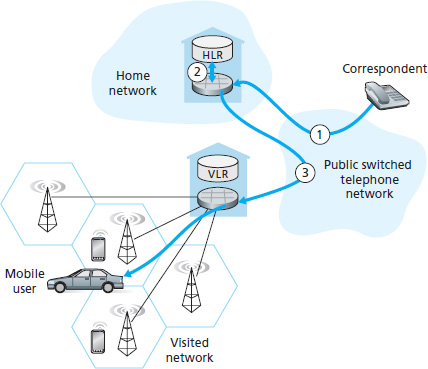 HLR
2
Home
network
Correspondent
1
Public switched
telephone
network
3
VLR
Mobile
user
Visited
network